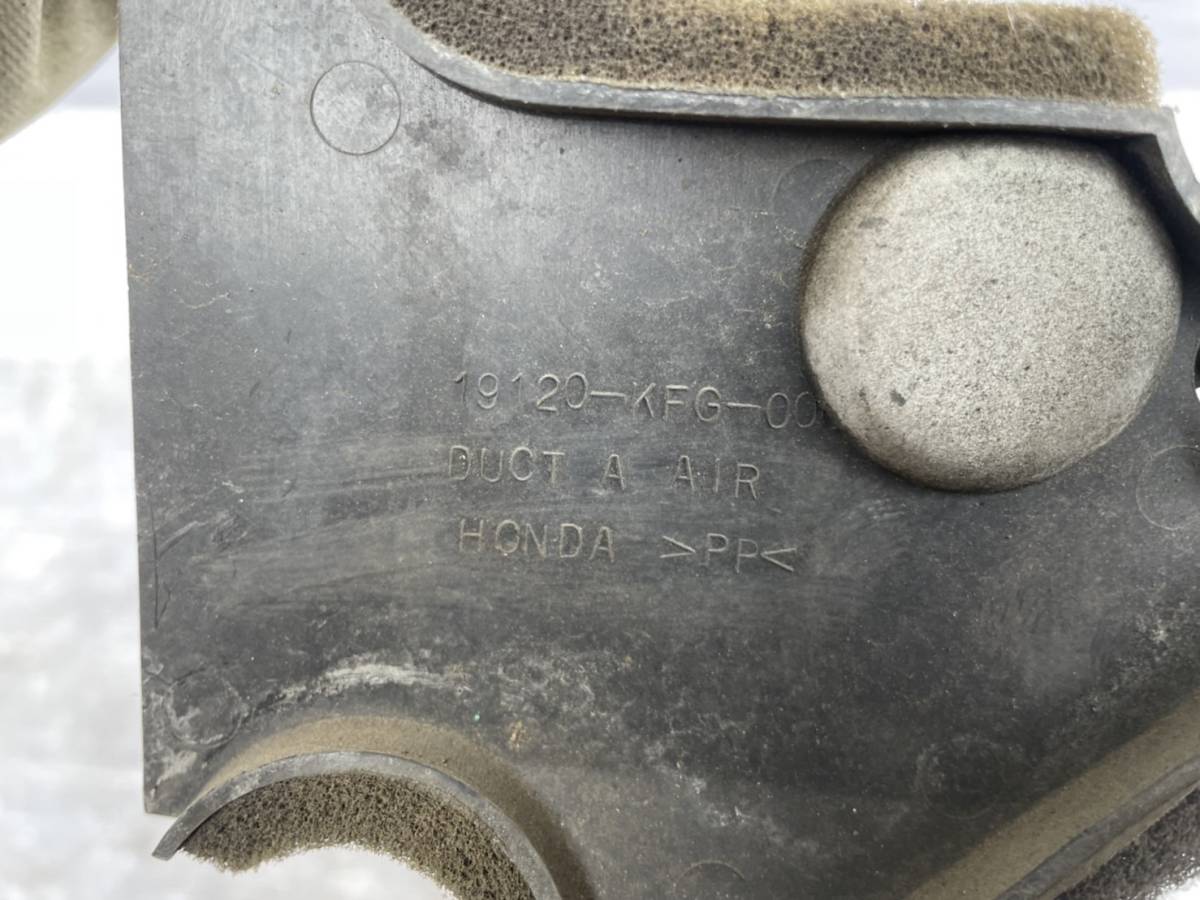 19120-KFG-00
DUCT A AIR
HONDA >PP<